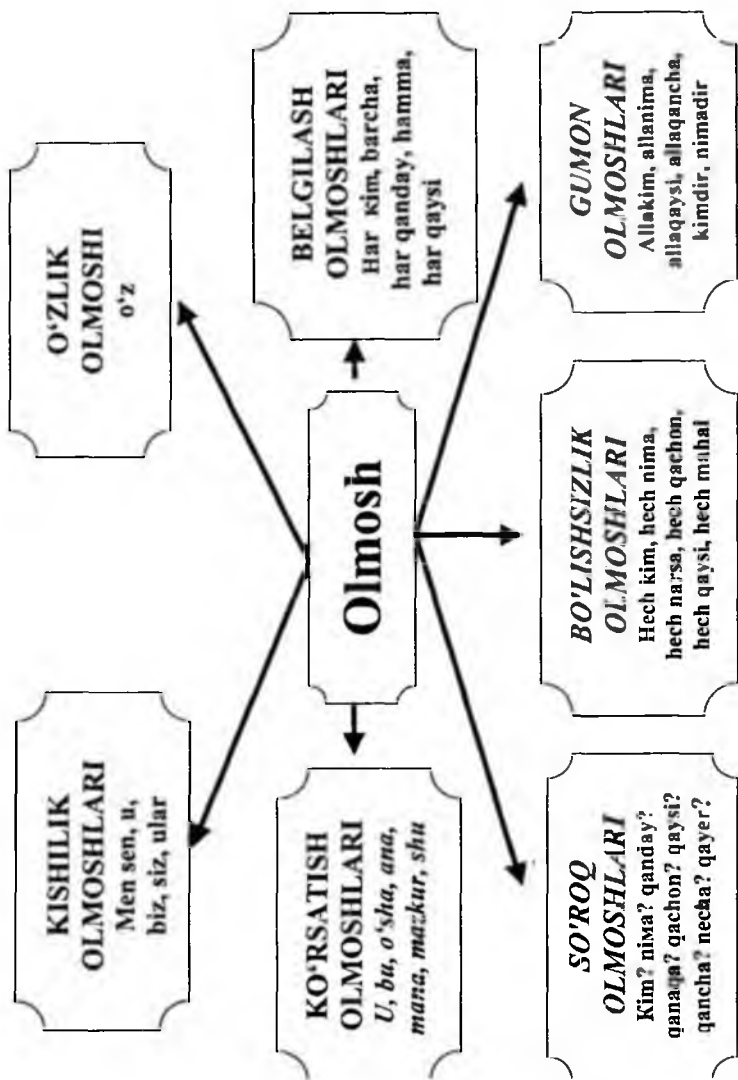 KISHILIK
OLMOSHLARI
Men sen, u,
biz, siz, ular
O‘ZLIK
OLMOSHI
o‘z
KO‘RSATISH
OLMOSHLARI
U, bu, o‘sha, ana,
mana, mazkur, shu
Olmosh
BELGILASH
OLMOSHLARI
Har kim, barcha,
har qanday, hamma,
har qaysi
SO'ROQ
OLMOSHLARI
Kim? nima? qanday?
qanaqa? qachon? qaysi?
qancha? necha? qayer?
BO'LISHSIZLIK
OLMOSHLARI
Hech kim, hech nima,
hech narsa, hech qachon,
hech qaysi, hech mahal
GUMON
OLMOSHLARI
Allakim, allanima,
allaqaysi, allaqancha,
kimdir, nimadir